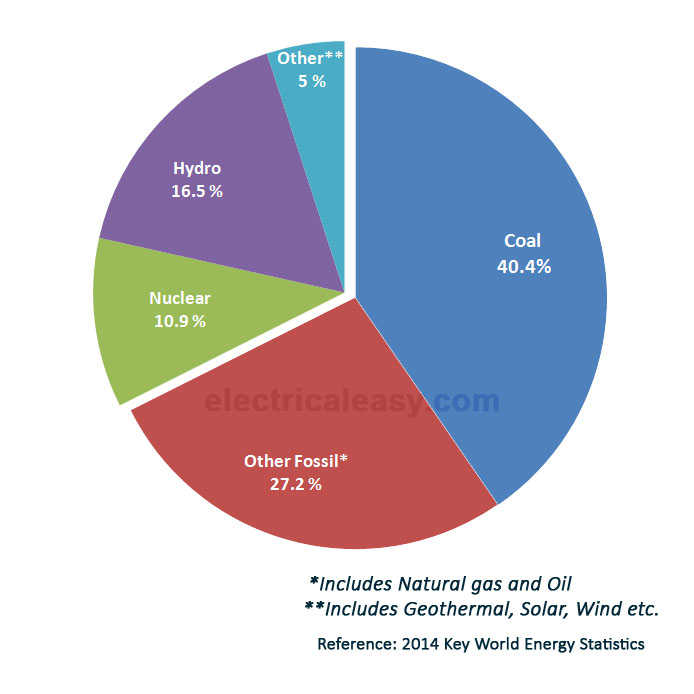 Other**
5 %
Hydro
16.5 %
Coal
40.4%
Nuclear
10.9 %
electricaleasy.com
Other Fossil*
27.2 %
*Includes Natural gas and Oil
**Includes Geothermal, Solar, Wind etc.
Reference: 2014 Key World Energy Statistics